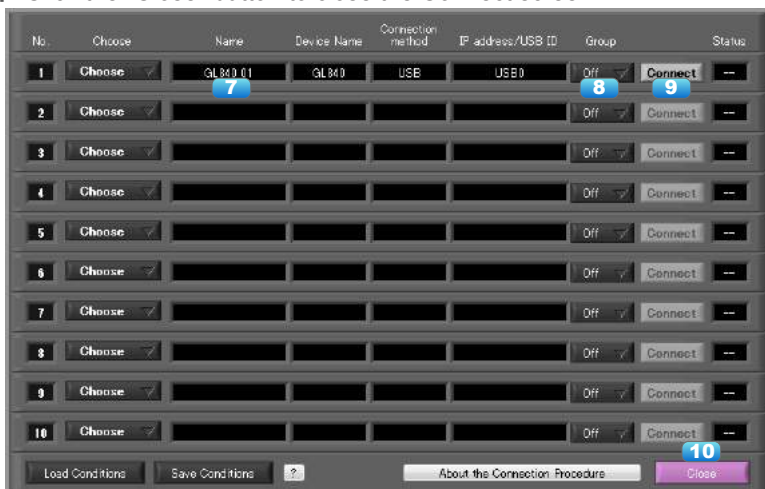 No. Choose Name Device Name Connection method IP address/USB ID Group Status
1 Choose GL840 01 GL840 USB USB0 Off Connect --
7 8 9
2 Choose Off Connect --
3 Choose Off Connect --
4 Choose Off Connect --
5 Choose Off Connect --
6 Choose Off Connect --
7 Choose Off Connect --
8 Choose Off Connect --
9 Choose Off Connect --
10 Choose Off Connect --
10
Load Conditions Save Conditions ? About the Connection Procedure Close